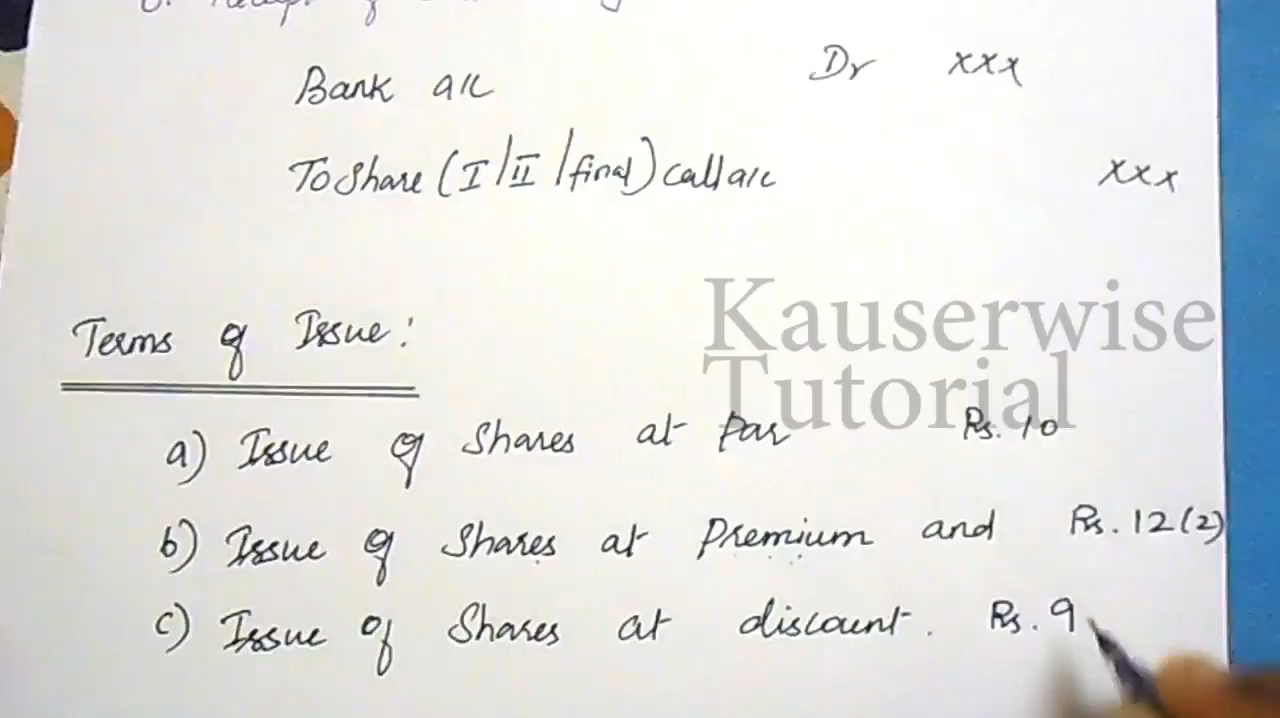 Bank a/c Dr xxx
To Share (I/II/final) call a/c xxx
Kauserwise
Tutorial
Terms of Issue:
a) Issue of Shares at Par Rs. 10
b) Issue of Shares at Premium and Rs. 12 (2)
c) Issue of Shares at discount. Rs. 9